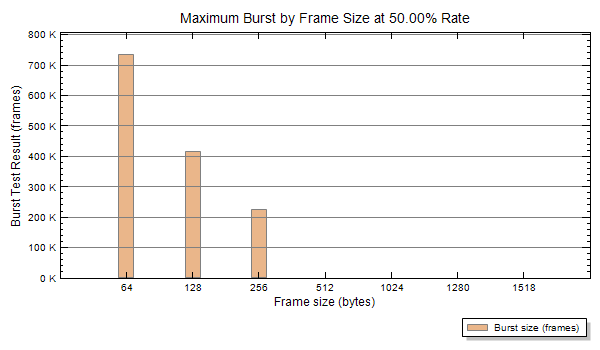 Maximum Burst by Frame Size at 50.00% Rate
Burst Test Result (frames)
800 K
700 K
600 K
500 K
400 K
300 K
200 K
100 K
0 K
64 128 256 512 1024 1280 1518
Frame size (bytes)
Burst size (frames)